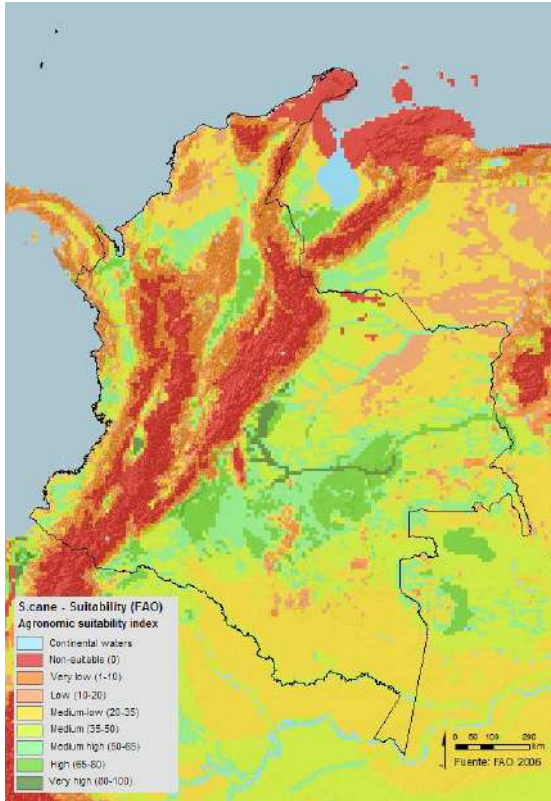 S.cane - Suitability (FAO)
Agronomic suitability index
Continental waters
Non-suitable (0)
Very low (1-10)
Low (10-20)
Medium-low (20-35)
Medium (35-50)
Medium high (50-65)
High (65-80)
Very high (80-100)
0 50 100 200
km
Fuente: FAO 2006